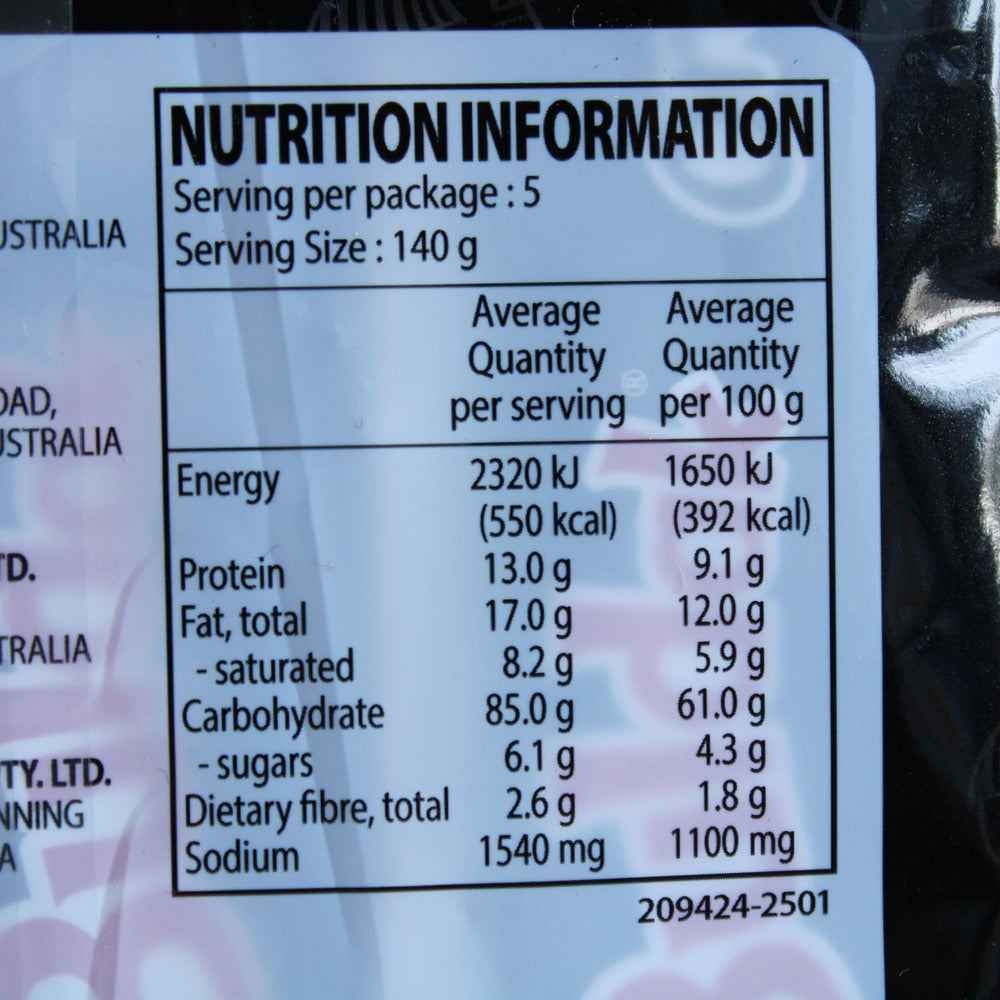 NUTRITION INFORMATION
Serving per package : 5
Serving Size : 140 g
Average Quantity per serving
Average Quantity per 100 g
Energy 2320 kJ 1650 kJ
(550 kcal) (392 kcal)
Protein 13.0 g 9.1 g
Fat, total 17.0 g 12.0 g
- saturated 8.2 g 5.9 g
Carbohydrate 85.0 g 61.0 g
- sugars 6.1 g 4.3 g
Dietary fibre, total 2.6 g 1.8 g
Sodium 1540 mg 1100 mg
209424-2501
USTRALIA
OAD,
USTRALIA
TD.
TRALIA
TY. LTD.
NNING
A